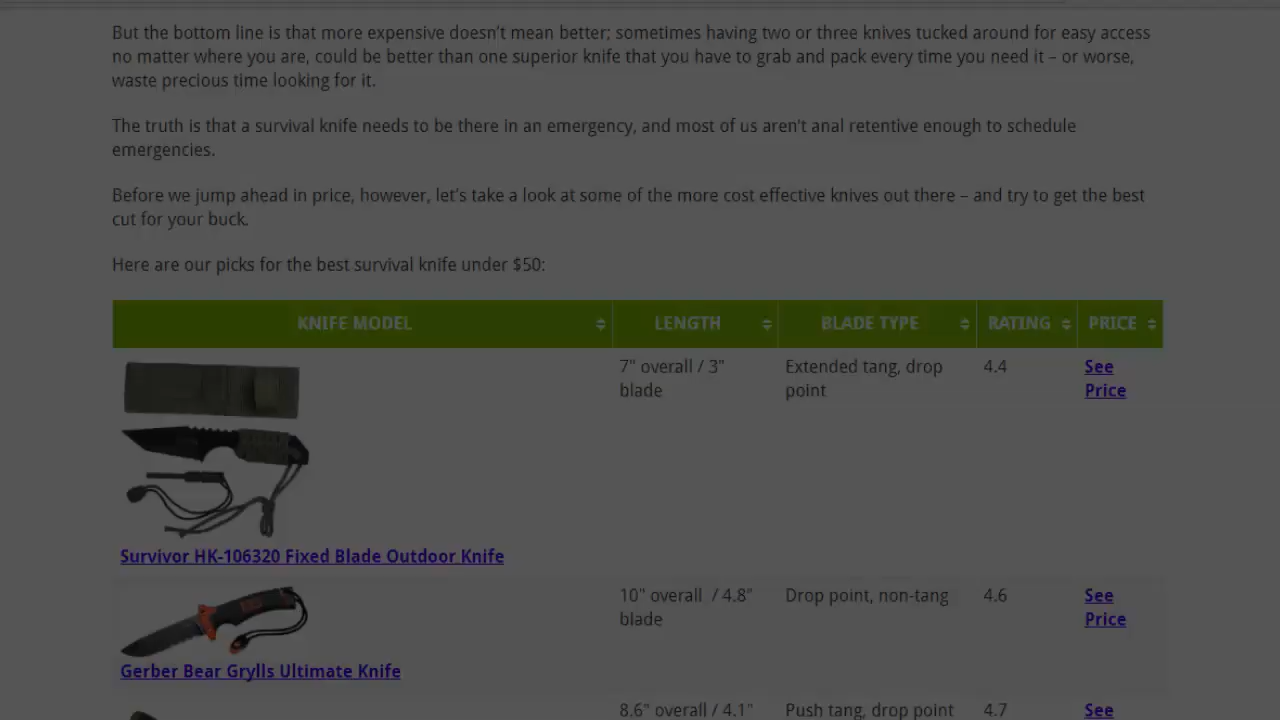 But the bottom line is that more expensive doesn't mean better; sometimes having two or three knives tucked around for easy access
no matter where you are, could be better than one superior knife that you have to grab and pack every time you need it – or worse,
waste precious time looking for it.
The truth is that a survival knife needs to be there in an emergency, and most of us aren't anal retentive enough to schedule
emergencies.
Before we jump ahead in price, however, let's take a look at some of the more cost effective knives out there – and try to get the best
cut for your buck.
Here are our picks for the best survival knife under $50:
KNIFE MODEL LENGTH BLADE TYPE RATING PRICE
7" overall / 3" Extended tang, drop 4.4 See
blade point Price
Survivor HK-106320 Fixed Blade Outdoor Knife
10" overall / 4.8" Drop point, non-tang 4.6 See
blade Price
Gerber Bear Grylls Ultimate Knife
8.6" overall / 4.1" Push tang, drop point 4.7 See